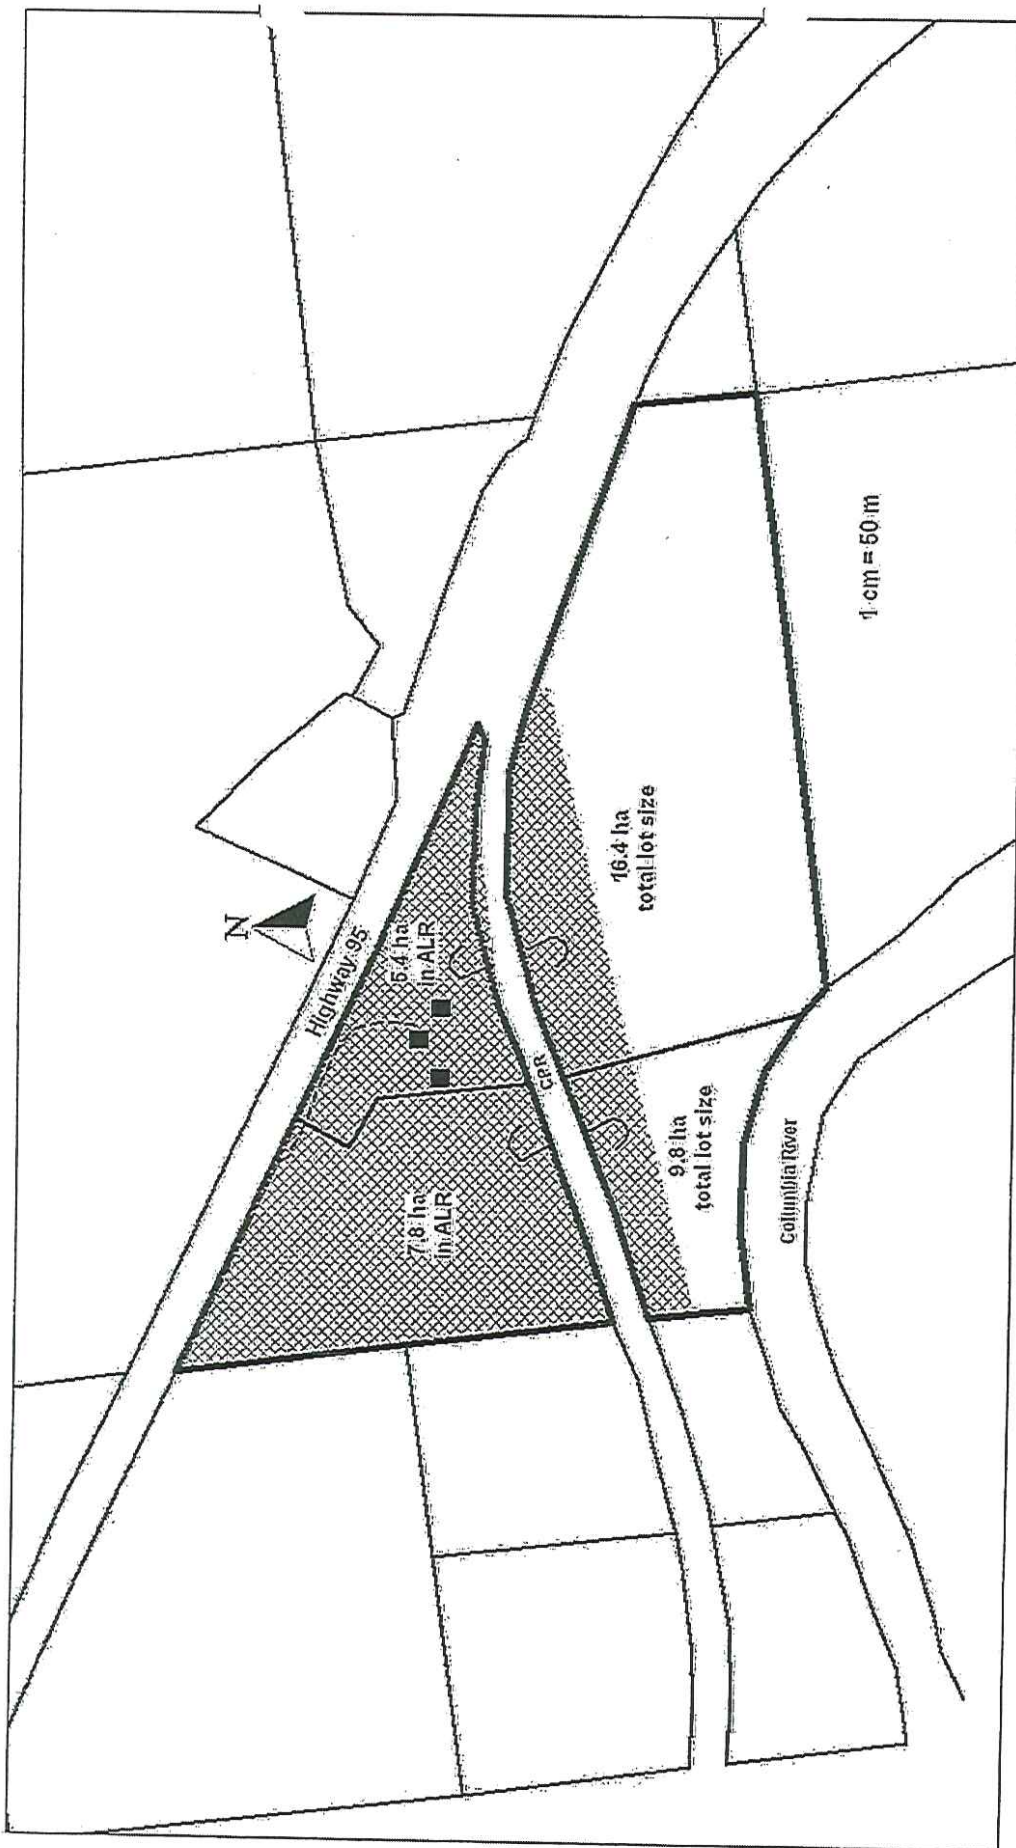 N
Highway 95
5.4 ha
in ALR
7.8 ha
in ALR
CPR
16.4 ha
total lot size
9.8 ha
total lot size
Columbia River
1 cm = 50 m